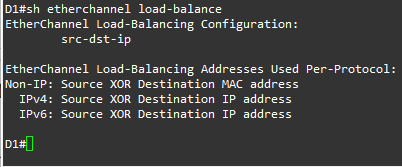 D1#sh etherchannel load-balance
EtherChannel Load-Balancing Configuration:
        src-dst-ip

EtherChannel Load-Balancing Addresses Used Per-Protocol:
Non-IP: Source XOR Destination MAC address
  IPv4: Source XOR Destination IP address
  IPv6: Source XOR Destination IP address

D1#